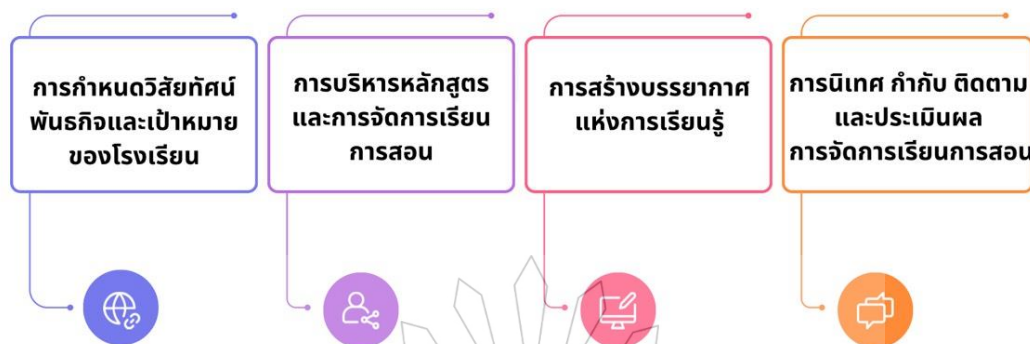 การกำหนดวิสัยทัศน์
พันธกิจและเป้าหมาย
ของโรงเรียน
การบริหารหลักสูตร
และการจัดการเรียน
การสอน
การสร้างบรรยากาศ
แห่งการเรียนรู้
การนิเทศ กำกับ ติดตาม
และประเมินผล
การจัดการเรียนการสอน